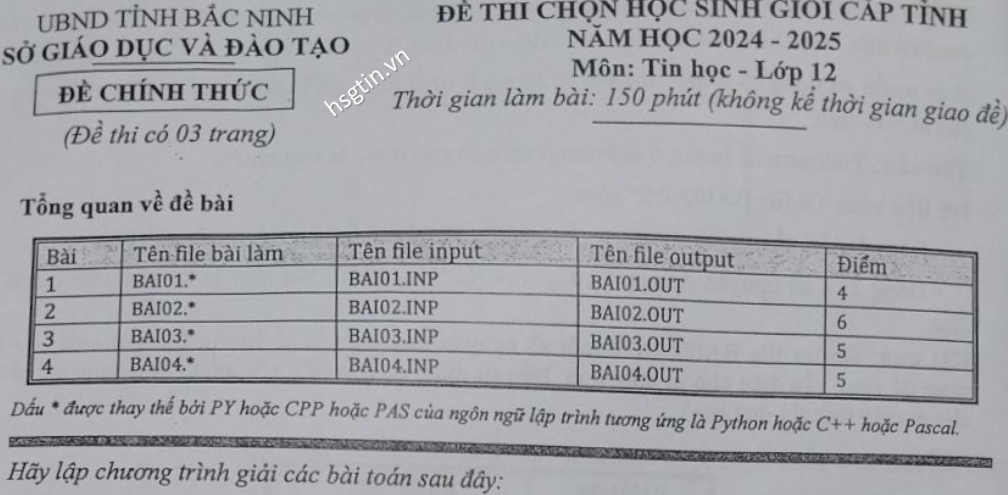 UBND TỈNH BẮC NINH
SỞ GIÁO DỤC VÀ ĐÀO TẠO
ĐỀ CHÍNH THỨC
(Đề thi có 03 trang)
ĐỀ THI CHỌN HỌC SINH GIỎI CẤP TỈNH
NĂM HỌC 2024 - 2025
Môn: Tin học - Lớp 12
Thời gian làm bài: 150 phút (không kể thời gian giao đề)
hsgtin.vn
Tổng quan về đề bài
Bài Tên file bài làm Tên file input Tên file output Điểm
1 BAI01.* BAI01.INP BAI01.OUT 4
2 BAI02.* BAI02.INP BAI02.OUT 6
3 BAI03.* BAI03.INP BAI03.OUT 5
4 BAI04.* BAI04.INP BAI04.OUT 5
Dấu * được thay thế bởi PY hoặc CPP hoặc PAS của ngôn ngữ lập trình tương ứng là Python hoặc C++ hoặc Pascal.
Hãy lập chương trình giải các bài toán sau đây: